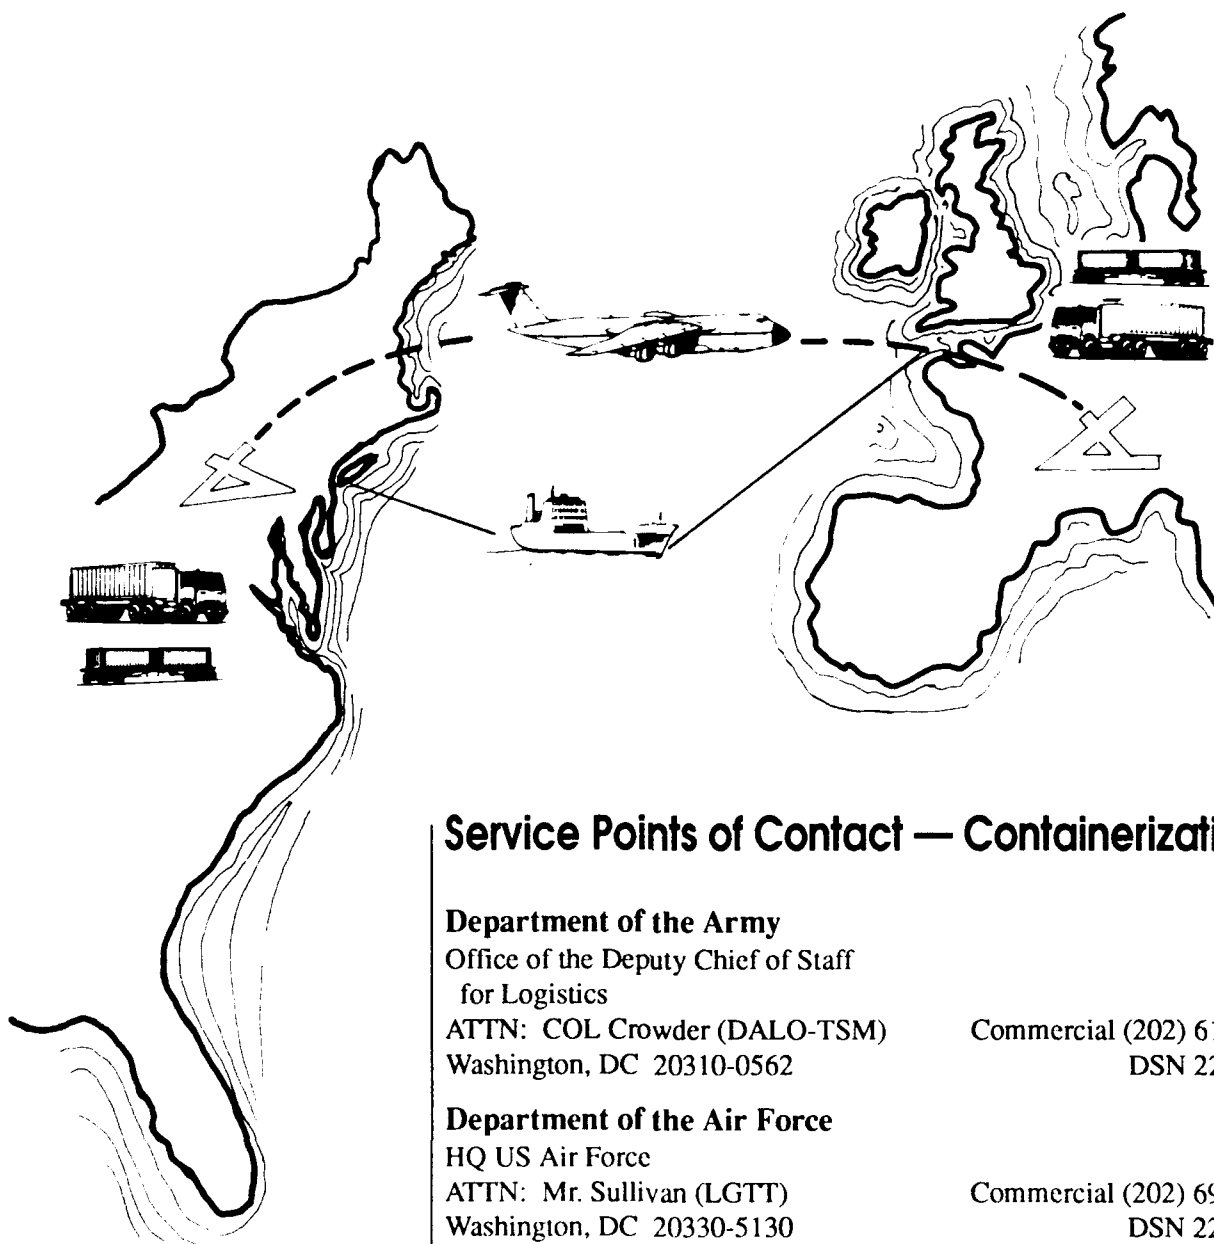 Service Points of Contact — Containerizati
Department of the Army
Office of the Deputy Chief of Staff
for Logistics
ATTN: COL Crowder (DALO-TSM) Commercial (202) 61
Washington, DC 20310-0562 DSN 22
Department of the Air Force
HQ US Air Force
ATTN: Mr. Sullivan (LGTT) Commercial (202) 69
Washington, DC 20330-5130 DSN 22